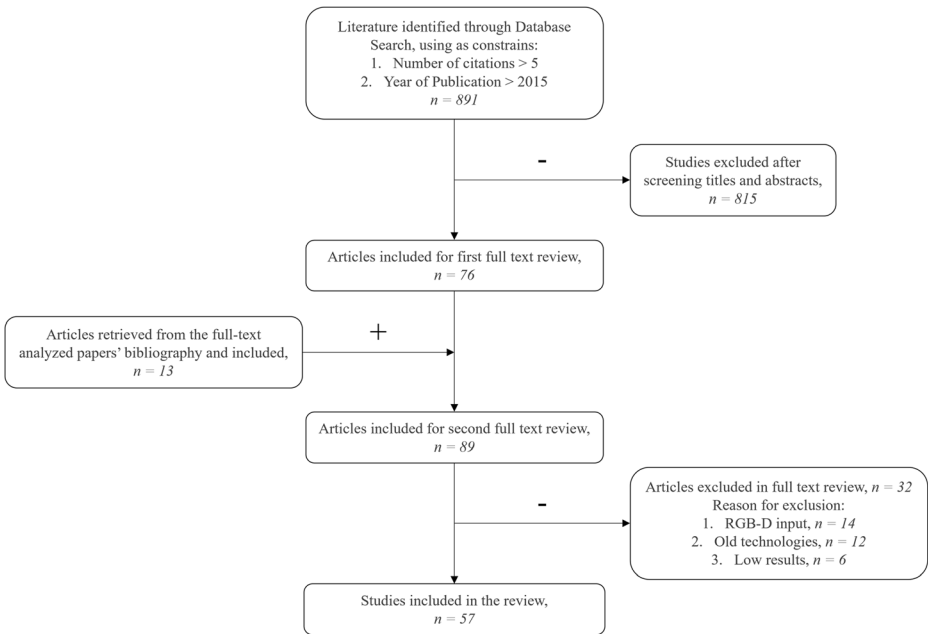 Literature identified through Database
Search, using as constrains:
1. Number of citations > 5
2. Year of Publication > 2015
n = 891
-
Studies excluded after
screening titles and abstracts,
n = 815
Articles included for first full text review,
n = 76
+
Articles retrieved from the full-text
analyzed papers’ bibliography and included,
n = 13
Articles included for second full text review,
n = 89
-
Articles excluded in full text review, n = 32
Reason for exclusion:
1. RGB-D input, n = 14
2. Old technologies, n = 12
3. Low results, n = 6
Studies included in the review,
n = 57